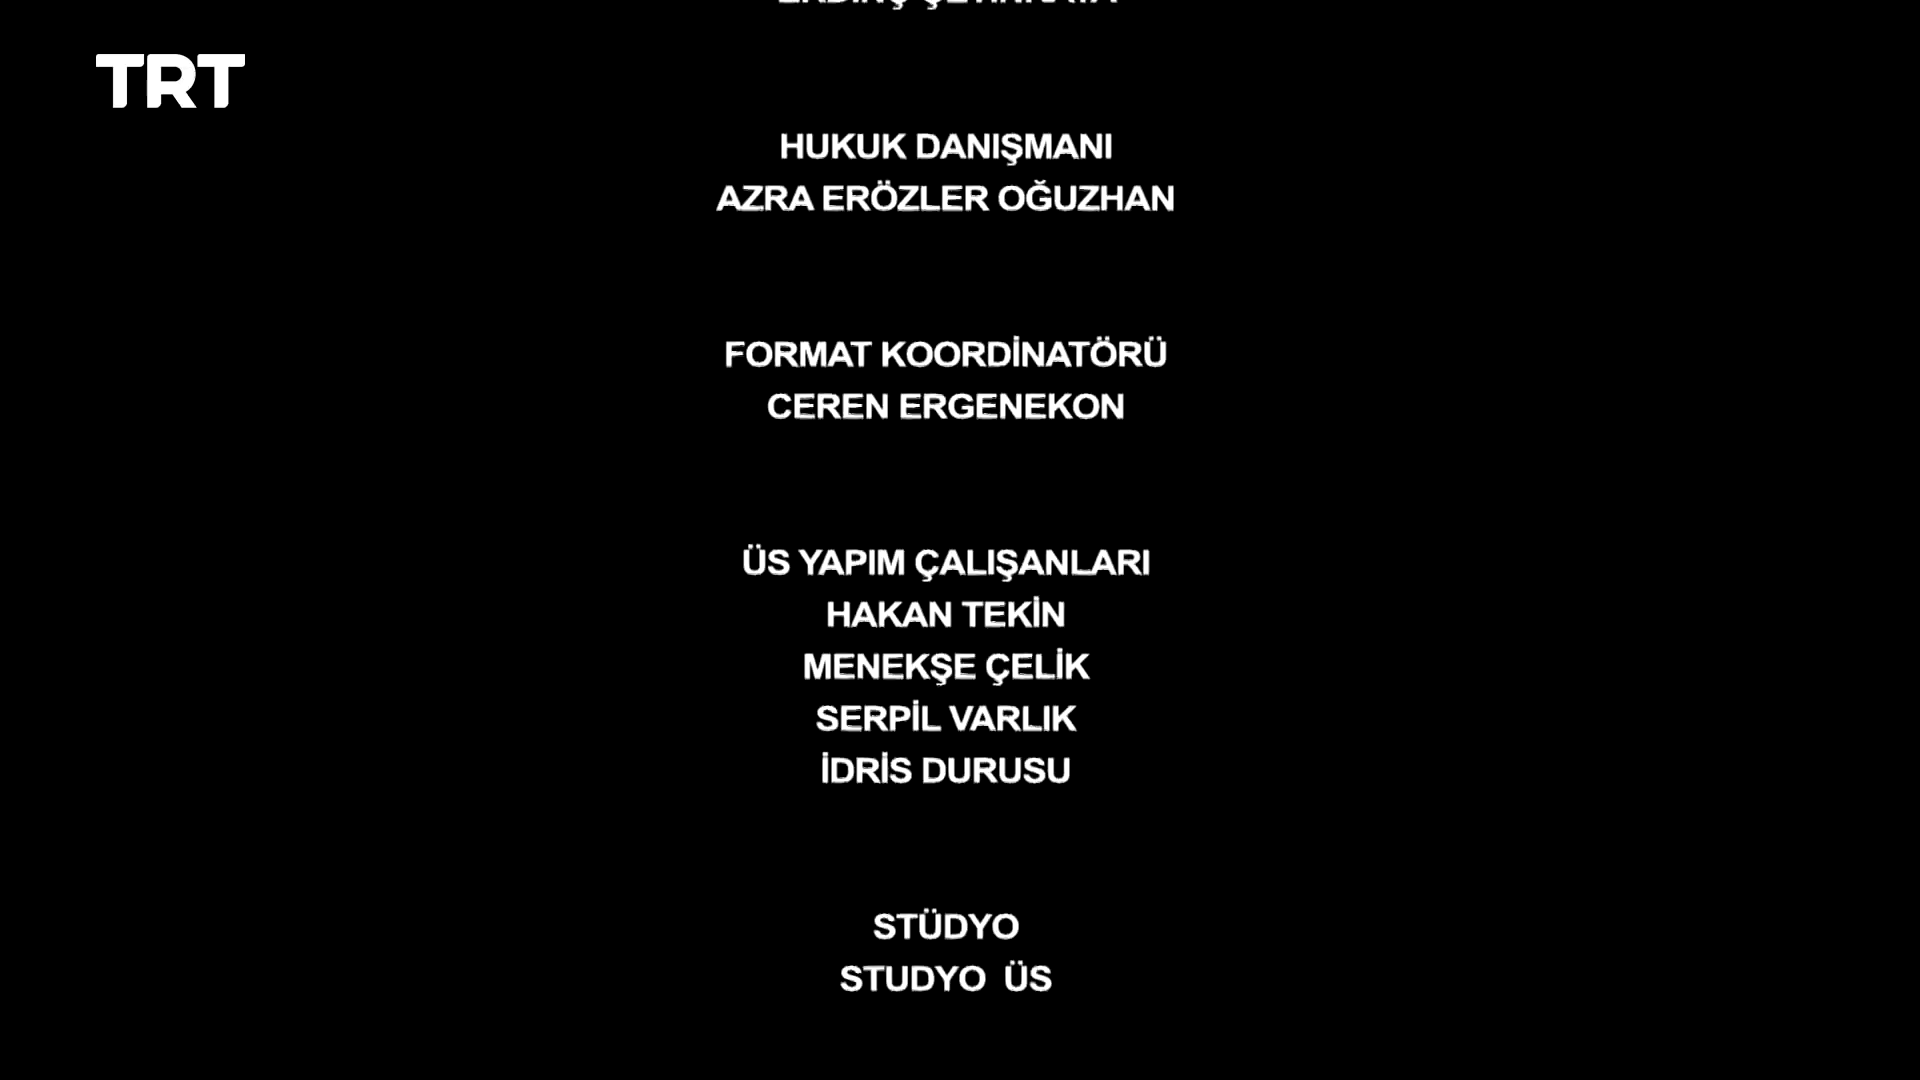 TRT
HUKUK DANIŞMANI
AZRA ERÖZLER OĞUZHAN
FORMAT KOORDİNATÖRÜ
CEREN ERGENEKON
ÜS YAPIM ÇALIŞANLARI
HAKAN TEKİN
MENEKŞE ÇELİK
SERPİL VARLIK
İDRİS DURUSU
STÜDYO
STUDYO  ÜS